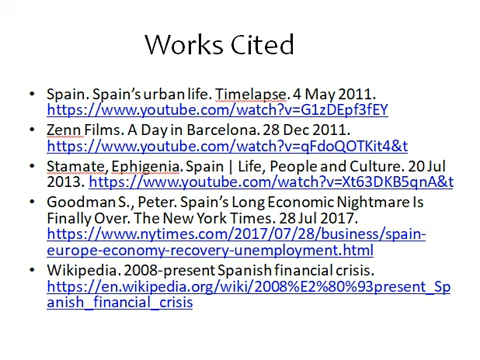 Works Cited
• Spain. Spain's urban life. Timelapse. 4 May 2011.
https://www.youtube.com/watch?v=G1zDEpf3fEY
• Zenn Films. A Day in Barcelona. 28 Dec 2011.
https://www.youtube.com/watch?v=qFdoQOTKit4&t
• Stamate, Ephigenia. Spain | Life, People and Culture. 20 Jul
2013. https://www.youtube.com/watch?v=Xt63DKB5qnA&t
• Goodman S., Peter. Spain's Long Economic Nightmare Is
Finally Over. The New York Times. 28 Jul 2017.
https://www.nytimes.com/2017/07/28/business/spain-
europe-economy-recovery-unemployment.html
• Wikipedia. 2008-present Spanish financial crisis.
https://en.wikipedia.org/wiki/2008%E2%80%93present_Sp
anish_financial_crisis